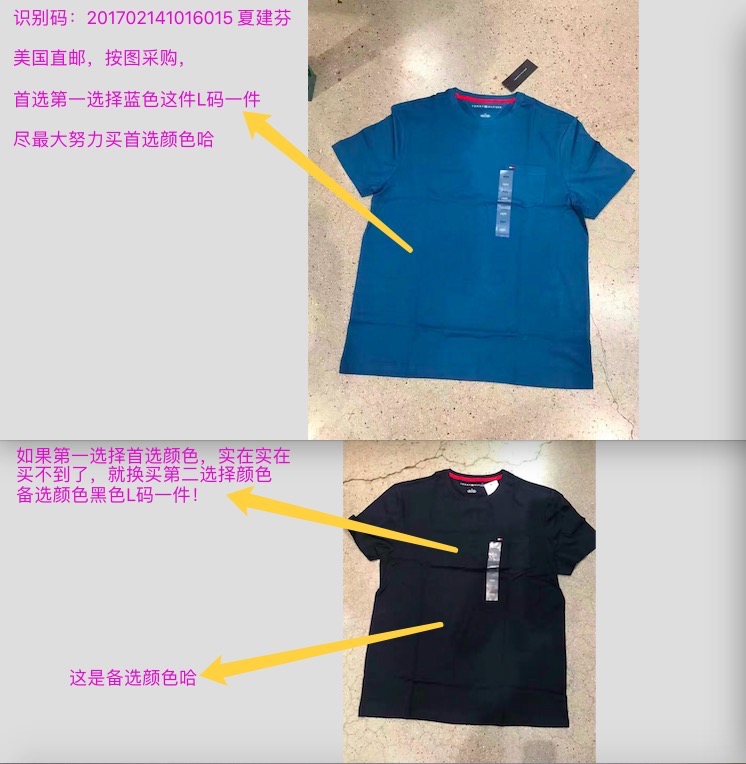 识别码：201702141016015 夏建芬
美国直邮，按图采购，
首选第一选择蓝色这件L码一件
尽最大努力买首选颜色哈
TOMMY HILFIGER
如果第一选择首选颜色，实在实在
买不到了，就换买第二选择颜色
备选颜色黑色L码一件！
这是备选颜色哈